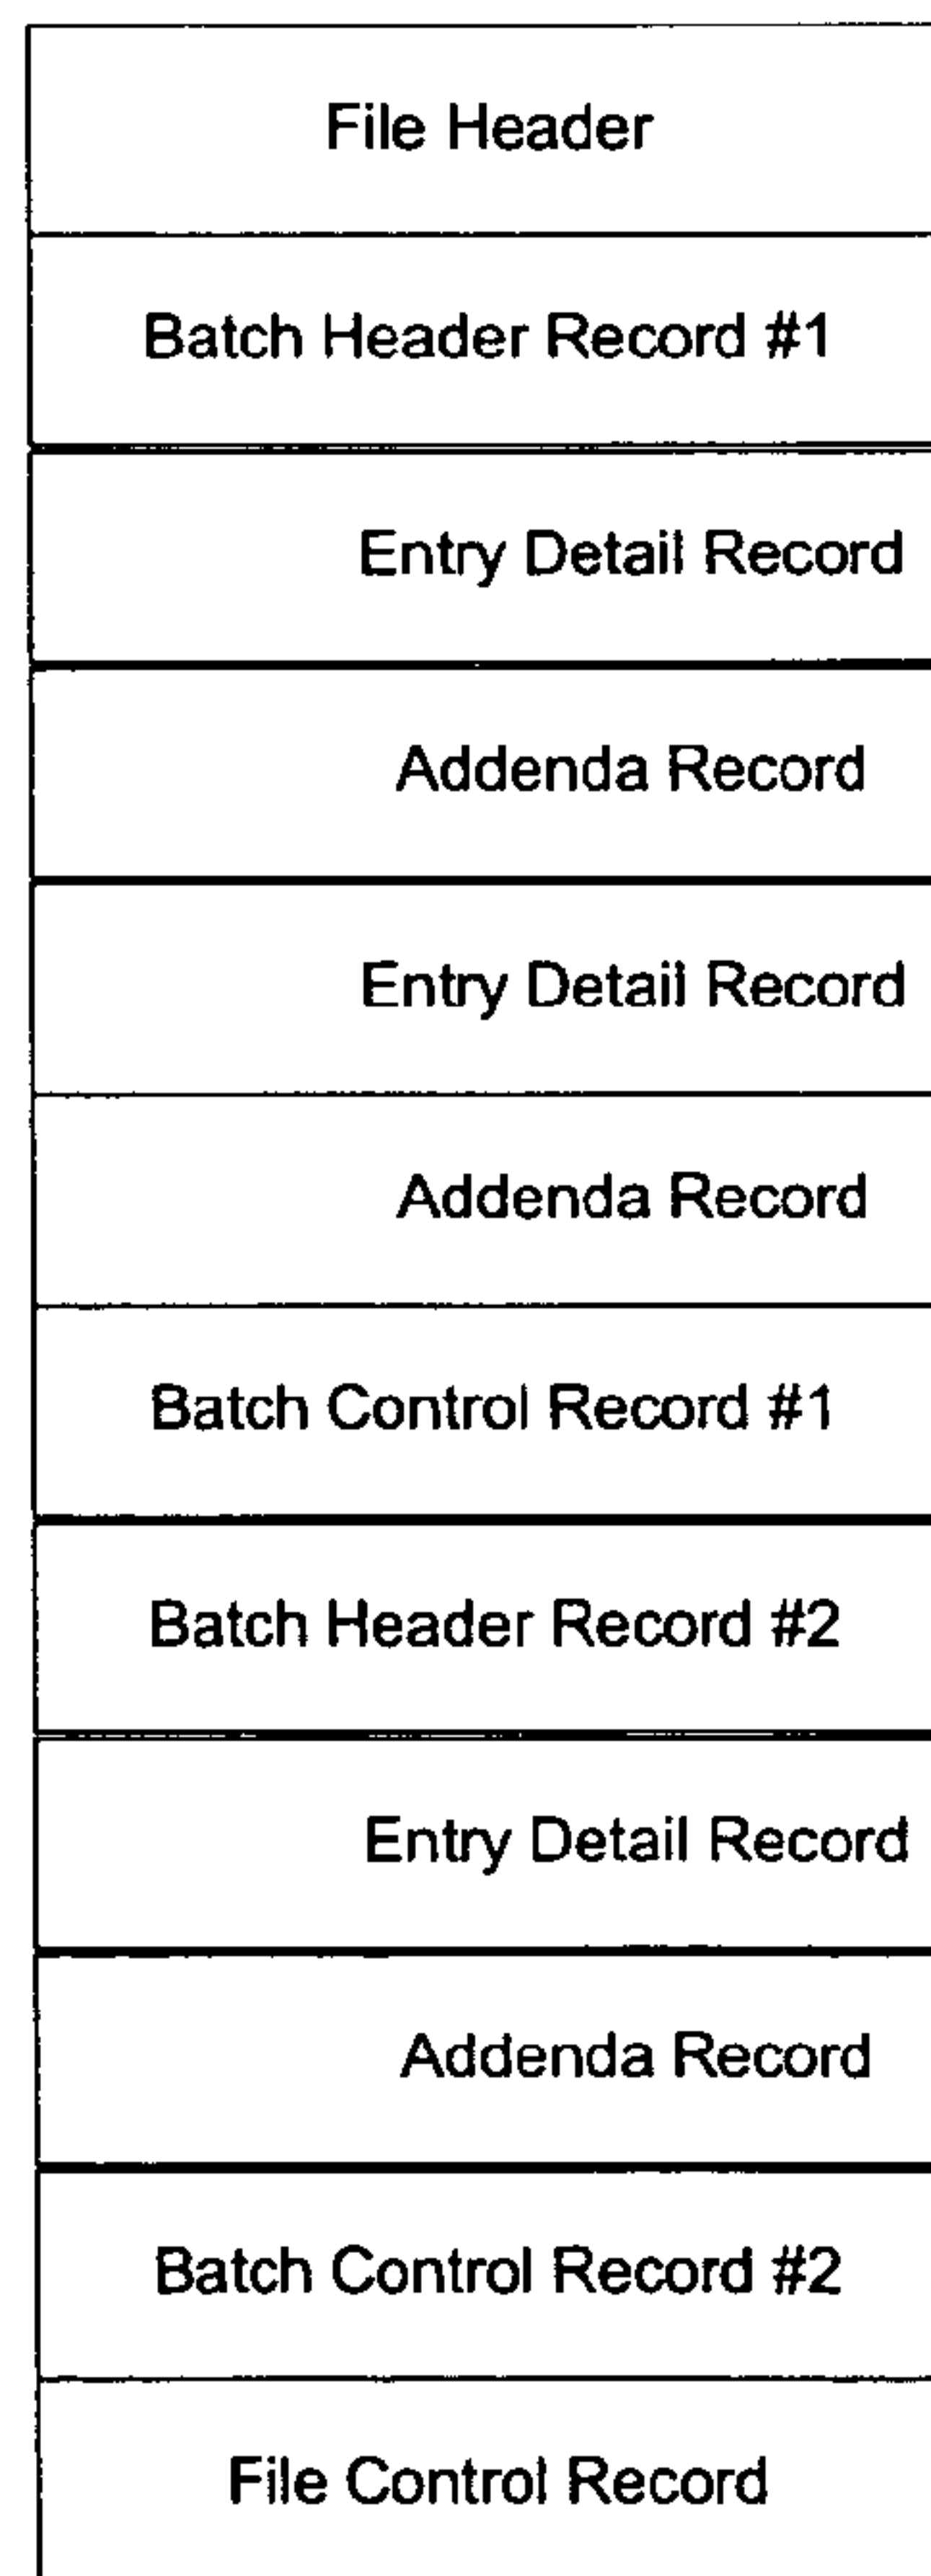 File Header
Batch Header Record #1
Entry Detail Record
Addenda Record
Entry Detail Record
Addenda Record
Batch Control Record #1
Batch Header Record #2
Entry Detail Record
Addenda Record
Batch Control Record #2
File Control Record